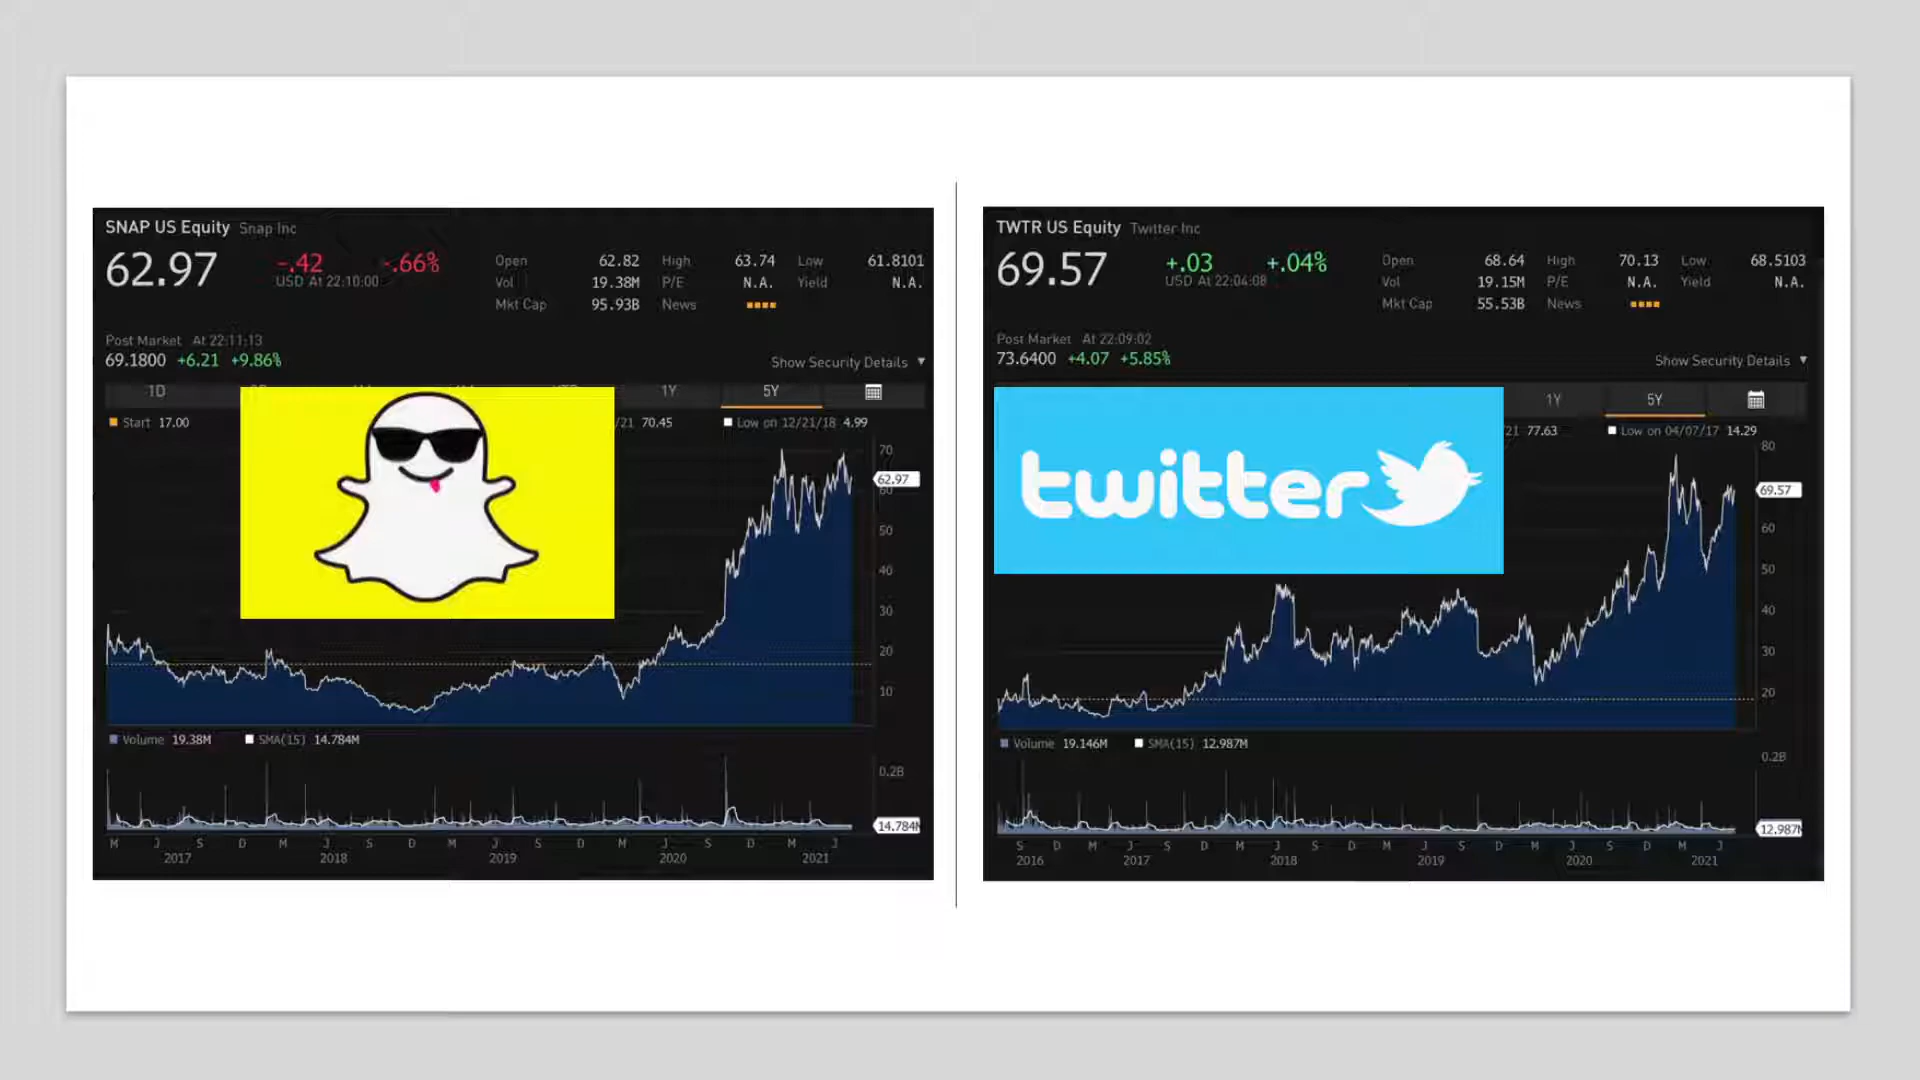 SNAP US Equity Snap Inc
62.97 -.42 -.66%
USD At 22:10:00
Open 62.82 High 63.74 Low 61.8101
Vol 19.38M P/E N.A. Yield N.A.
Mkt Cap 95.93B News
Post Market At 22:11:13
69.1800 +6.21 +9.86%
Show Security Details
1D 1Y 5Y
Start 17.00 /21 70.45 Low on 12/21/18 4.99
70
62.97
60
50
40
30
20
10
Volume 19.38M SMA(15) 14.784M
0.2B
14.784M
M J S D M J S D M J S D M J S D M J
2017 2018 2019 2020 2021
TWTR US Equity Twitter Inc
69.57 +.03 +.04%
USD At 22:04:08
Open 68.64 High 70.13 Low 68.5103
Vol 19.15M P/E N.A. Yield N.A.
Mkt Cap 55.53B News
Post Market At 22:09:02
73.6400 +4.07 +5.85%
Show Security Details
1Y 5Y
twitter
21 77.63 Low on 04/07/17 14.29
80
69.57
60
50
40
30
20
Volume 19.146M SMA(15) 12.987M
0.2B
12.987M
S D M J S D M J S D M J S D M J S D M J
2016 2017 2018 2019 2020 2021